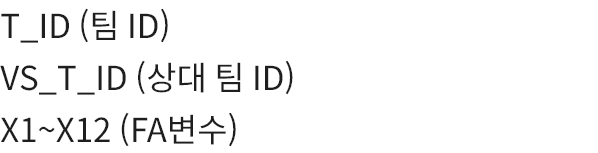 T_ID (팀 ID)
VS_T_ID (상대 팀 ID)
X1~X12 (FA변수)